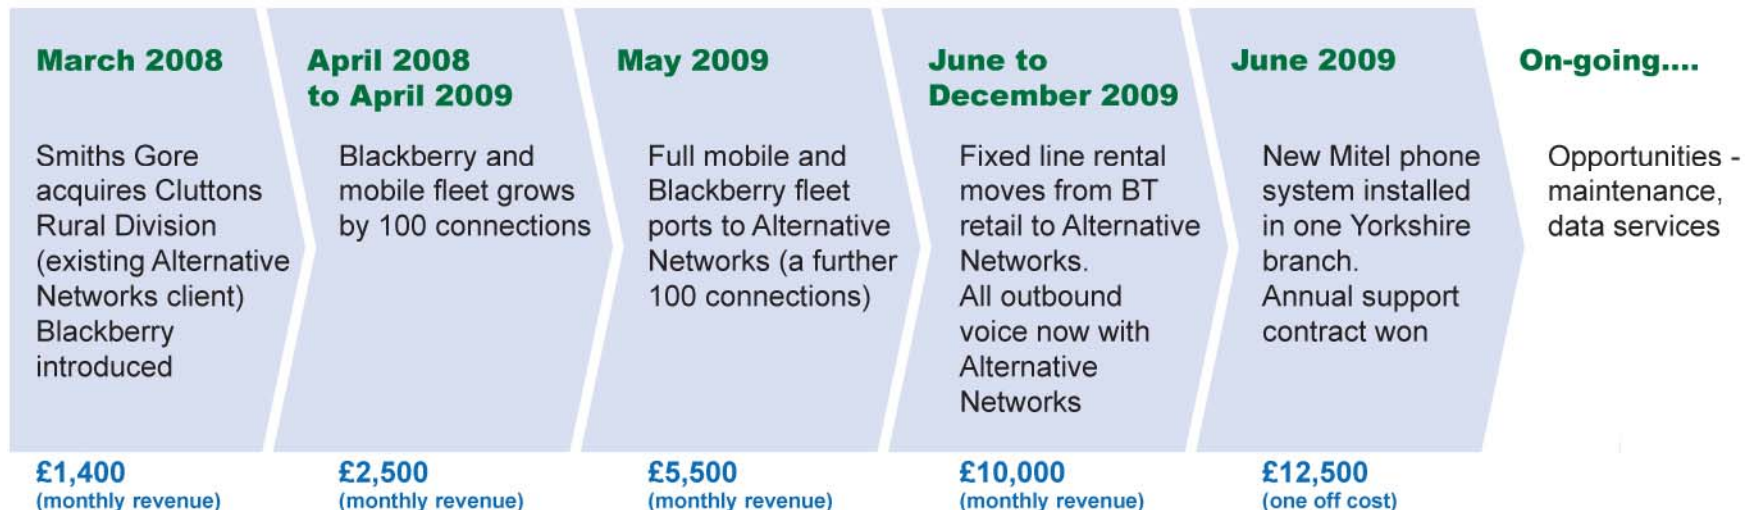 March 2008
Smiths Gore
acquires Cluttons
Rural Division
(existing Alternative
Networks client)
Blackberry
introduced
£1,400
(monthly revenue)
April 2008
to April 2009
Blackberry and
mobile fleet grows
by 100 connections
£2,500
(monthly revenue)
May 2009
Full mobile and
Blackberry fleet
ports to Alternative
Networks (a further
100 connections)
£5,500
(monthly revenue)
June to
December 2009
Fixed line rental
moves from BT
retail to Alternative
Networks.
All outbound
voice now with
Alternative
Networks
£10,000
(monthly revenue)
June 2009
New Mitel phone
system installed
in one Yorkshire
branch.
Annual support
contract won
£12,500
(one off cost)
On-going....
Opportunities -
maintenance,
data services